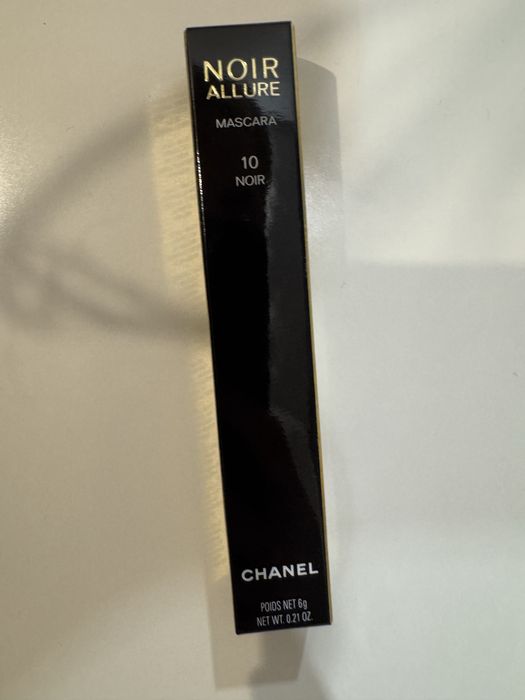 NOIR
ALLURE
MASCARA
10
NOIR
CHANEL
POIDS NET 6g
NET WT. 0.21 OZ.